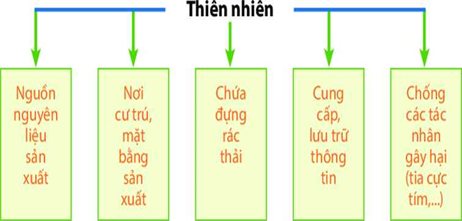 Thiên nhiên
Nguồn
nguyên
liệu
sản
xuất
Nơi
cư trú,
mặt
bằng
sản
xuất
Chứa
đựng
rác
thải
Cung
cấp,
lưu trữ
thông
tin
Chống
các tác
nhân
gây hại
(tia cực
tím,...)